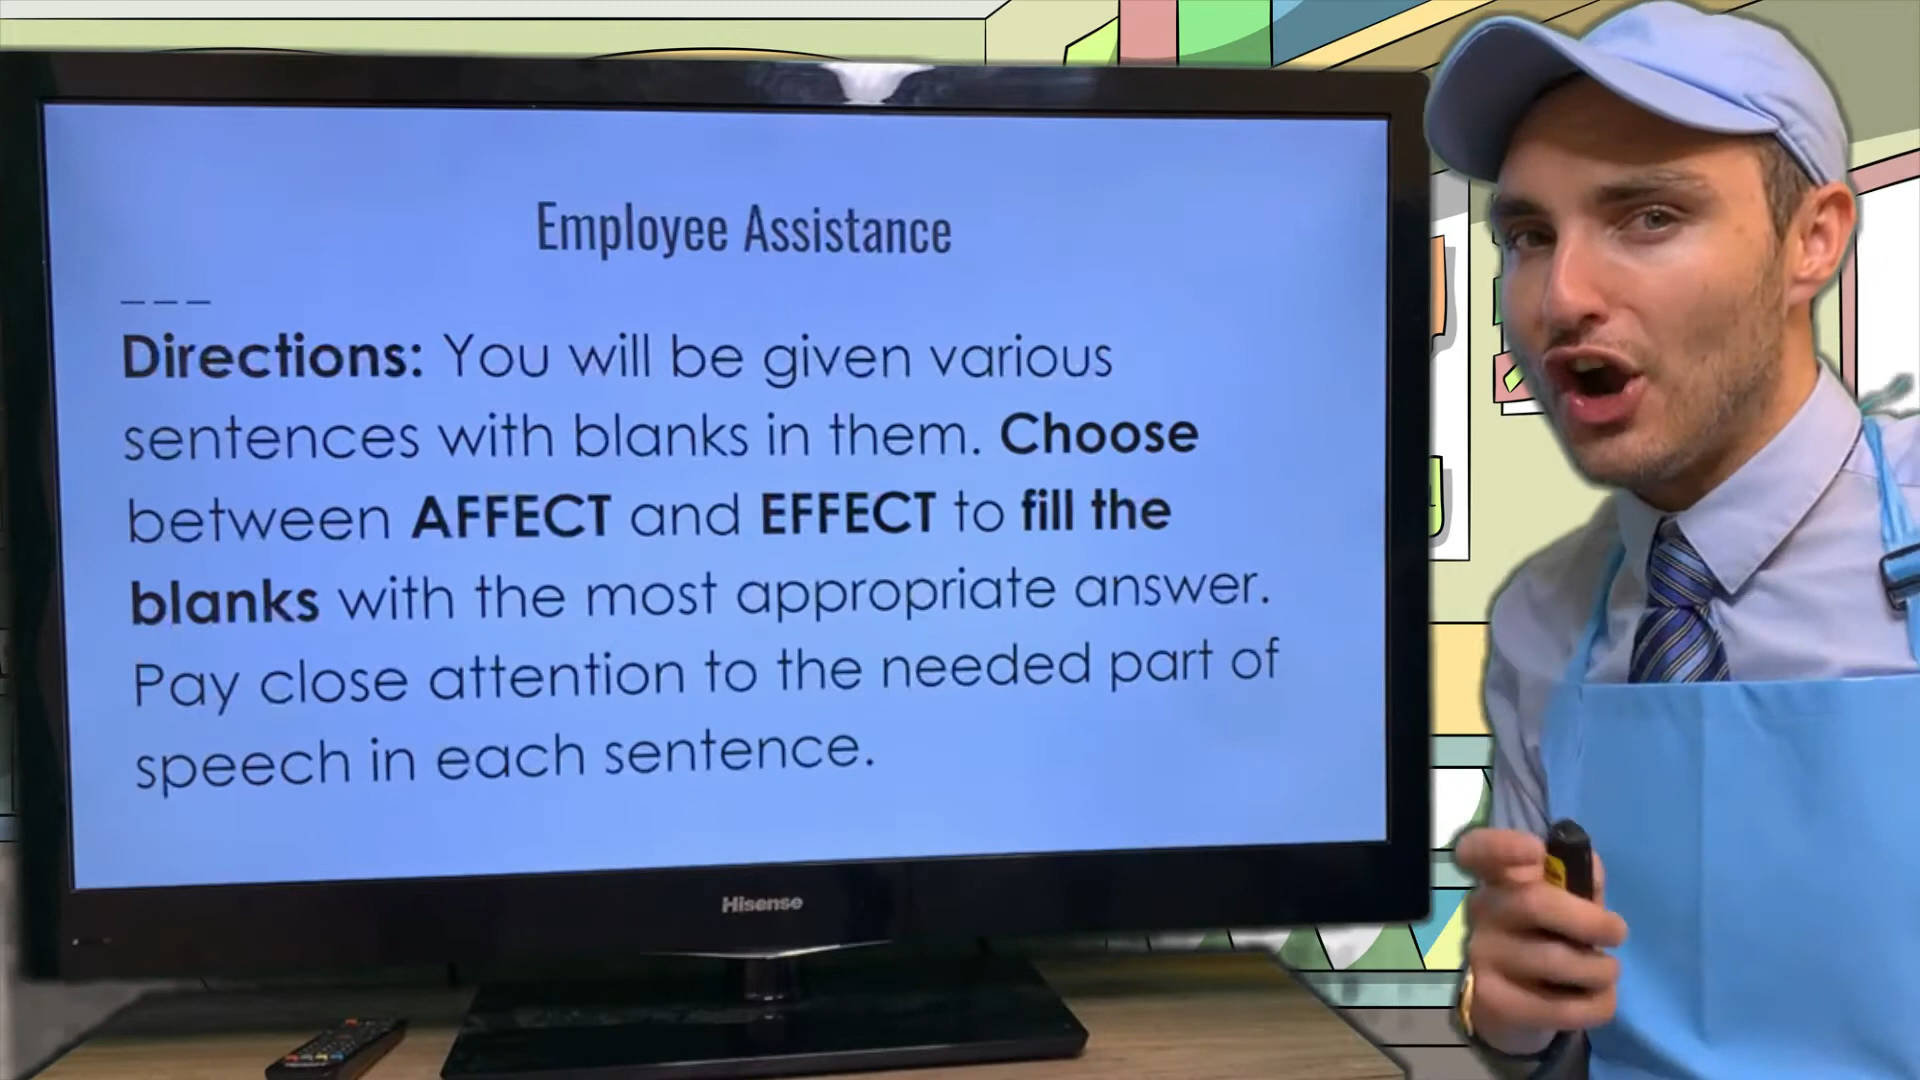 Employee Assistance
Directions: You will be given various
sentences with blanks in them. Choose
between AFFECT and EFFECT to fill the
blanks with the most appropriate answer.
Pay close attention to the needed part of
speech in each sentence.
Hisense